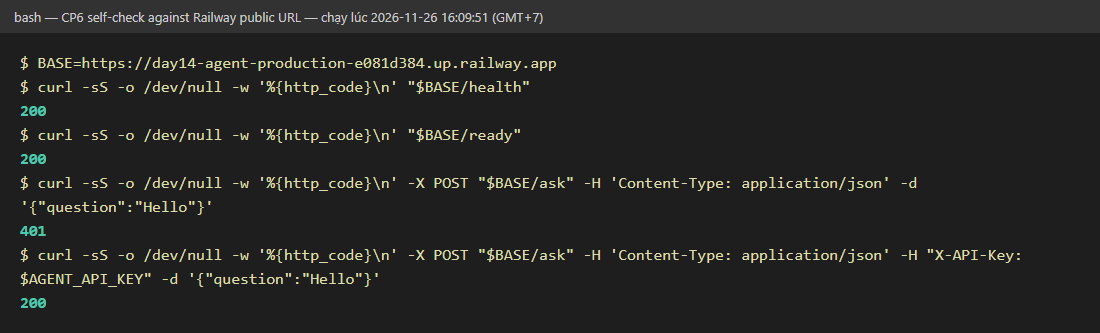 bash — CP6 self-check against Railway public URL — chạy lúc 2026-11-26 16:09:51 (GMT+7)
$ BASE=https://day14-agent-production-e081d384.up.railway.app
$ curl -sS -o /dev/null -w '%{http_code}\n' "$BASE/health"
200
$ curl -sS -o /dev/null -w '%{http_code}\n' "$BASE/ready"
200
$ curl -sS -o /dev/null -w '%{http_code}\n' -X POST "$BASE/ask" -H 'Content-Type: application/json' -d
'{"question":"Hello"}'
401
$ curl -sS -o /dev/null -w '%{http_code}\n' -X POST "$BASE/ask" -H 'Content-Type: application/json' -H "X-API-Key:
$AGENT_API_KEY" -d '{"question":"Hello"}'
200